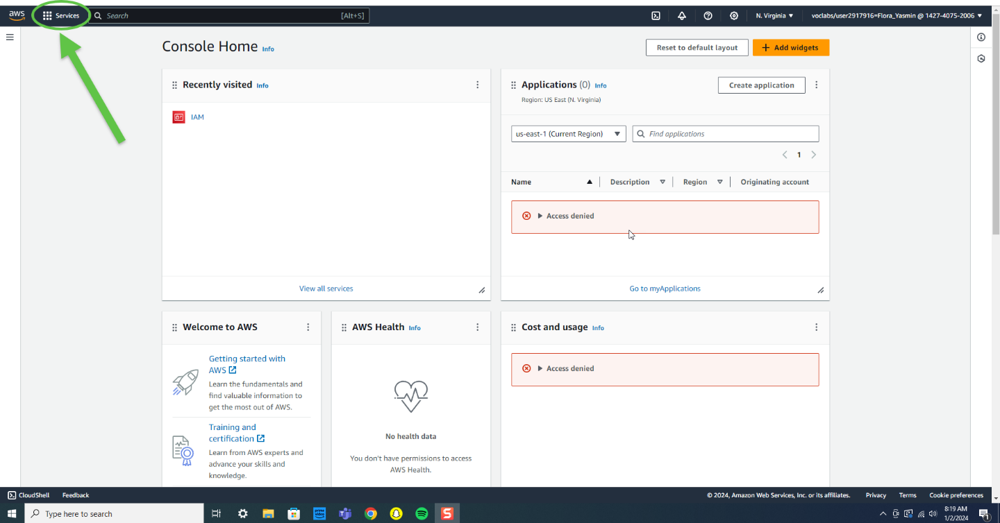 aws
Services
Search
[Alt+S]
N. Virginia
voclabs/user2917916=Flora_Yasmin @ 1427-4075-2006
Console Home Info
Reset to default layout
+ Add widgets
Recently visited Info
IAM
View all services
Applications (0) Info
Region: US East (N. Virginia)
Create application
us-east-1 (Current Region)
Find applications
1
Name
Description
Region
Originating account
Access denied
Go to myApplications
Welcome to AWS
Getting started with
AWS
Learn the fundamentals and
find valuable information to
get the most out of AWS.
Training and
certification
Learn from AWS experts and
advance your skills and
knowledge.
AWS Health Info
No health data
You don't have permissions to access
AWS Health.
Cost and usage Info
Access denied
CloudShell
Feedback
© 2024, Amazon Web Services, Inc. or its affiliates.
Privacy
Terms
Cookie preferences
Type here to search
prime video
8:19 AM
1/2/2024
1